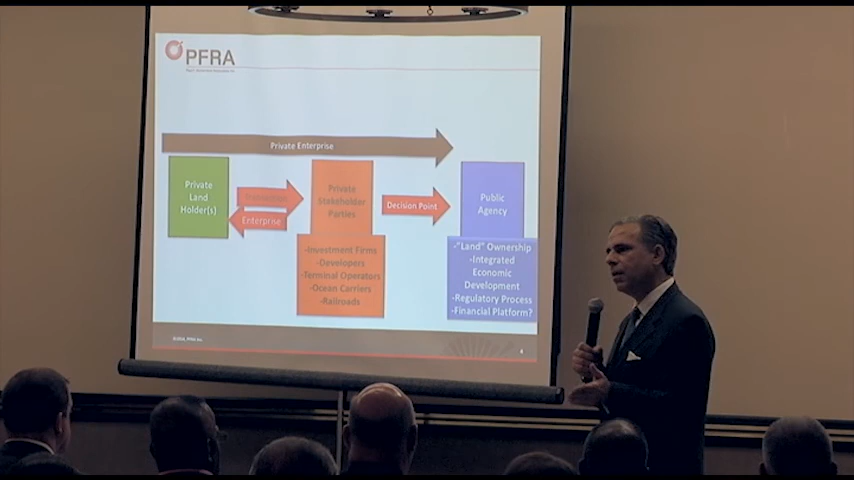 PFRA
Private Enterprise
Private
Land
Holder(s)
Enterprise
Private
Stakeholder
Parties
Decision Point
Public
Agency
-Investment Firms
-Developers
-Terminal Operators
-Ocean Carriers
-Railroads
-"Land" Ownership
-Integrated
Economic
Development
-Regulatory Process
-Financial Platform?